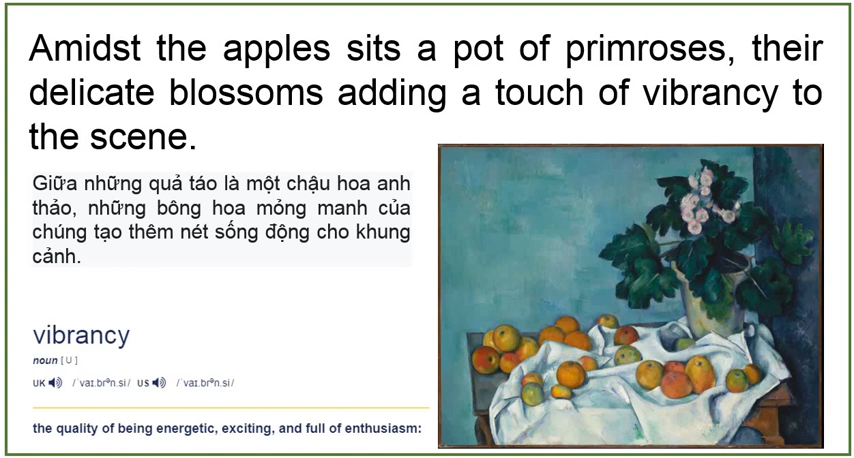 Amidst the apples sits a pot of primroses, their
delicate blossoms adding a touch of vibrancy to
the scene.
Giữa những quả táo là một chậu hoa anh
thảo, những bông hoa mỏng manh của
chúng tạo thêm nét sống động cho khung
cảnh.
vibrancy
noun [ U ]
UK /ˈvaɪ.brᵊn.si/ US /ˈvaɪ.brᵊn.si/
the quality of being energetic, exciting, and full of enthusiasm: